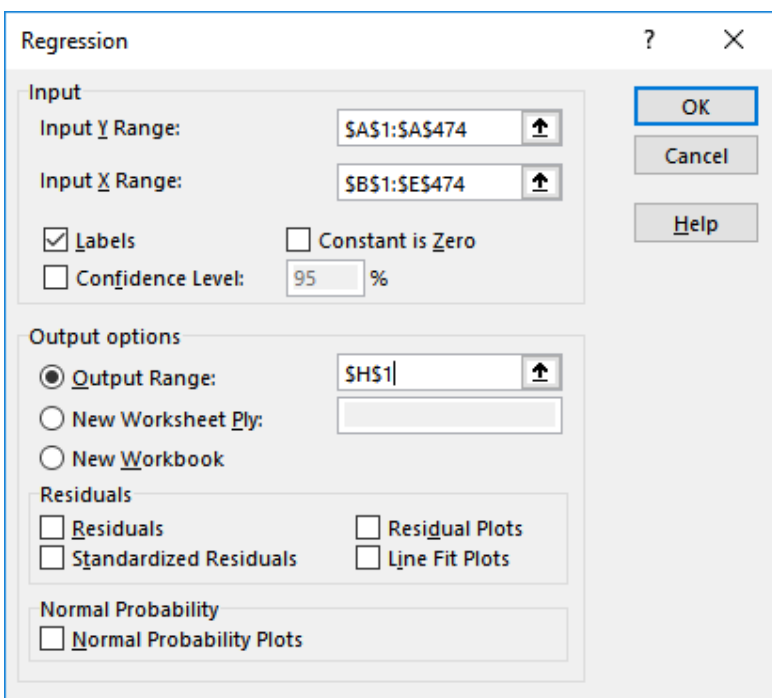 Regression ?
Input
Input Y Range: $A$1:$A$474
Input X Range: $B$1:$E$474
Labels Constant is Zero
Confidence Level: 95 %
OK
Cancel
Help
Output options
Output Range: $H$1
New Worksheet Ply:
New Workbook
Residuals
Residuals Residual Plots
Standardized Residuals Line Fit Plots
Normal Probability
Normal Probability Plots